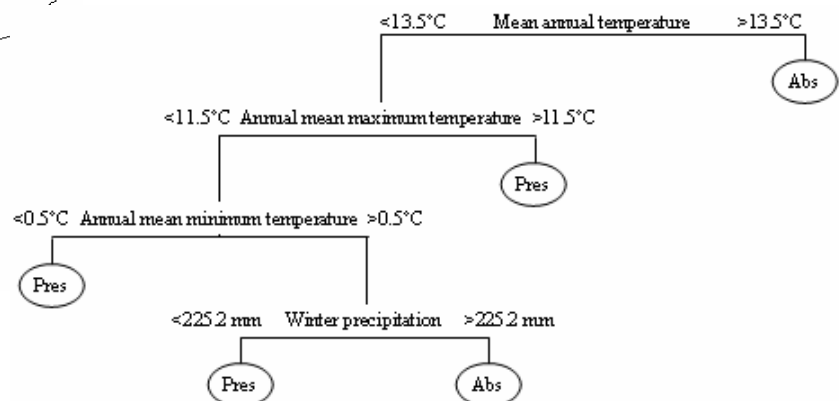 <13.5°C Mean annual temperature >13.5°C
Abs
<11.5°C Annual mean maximum temperature >11.5°C
Pres
<0.5°C Annual mean minimum temperature >0.5°C
Pres
<225.2 mm Winter precipitation >225.2 mm
Pres Abs